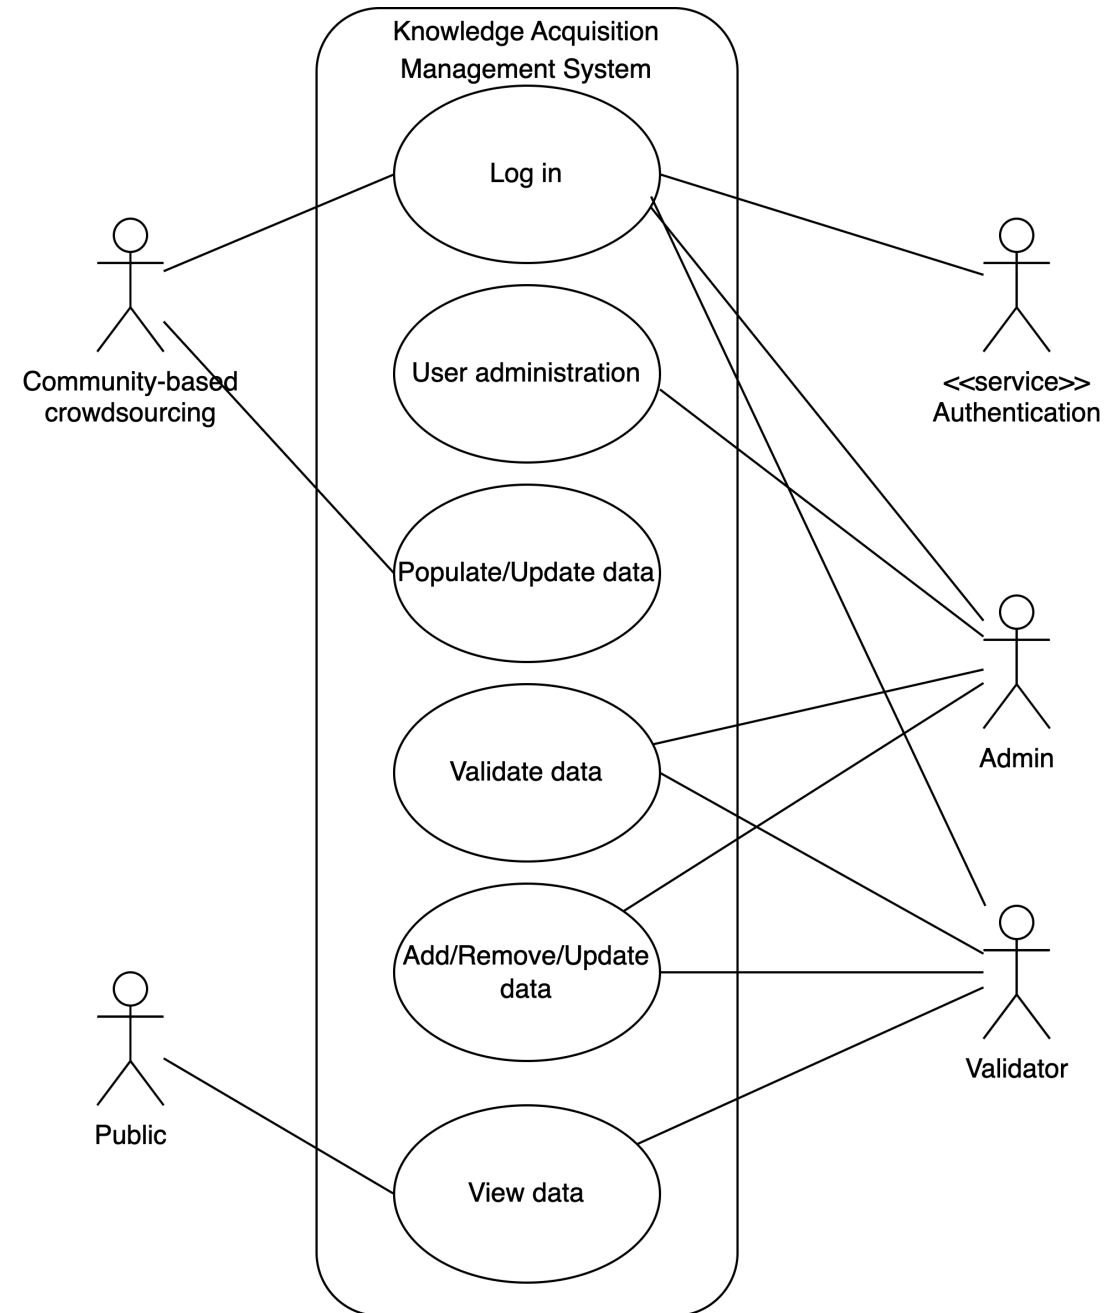 Knowledge Acquisition
Management System
Log in
User administration
Community-based
crowdsourcing
<<service>>
Authentication
Populate/Update data
Admin
Validate data
Add/Remove/Update
data
Validator
Public
View data